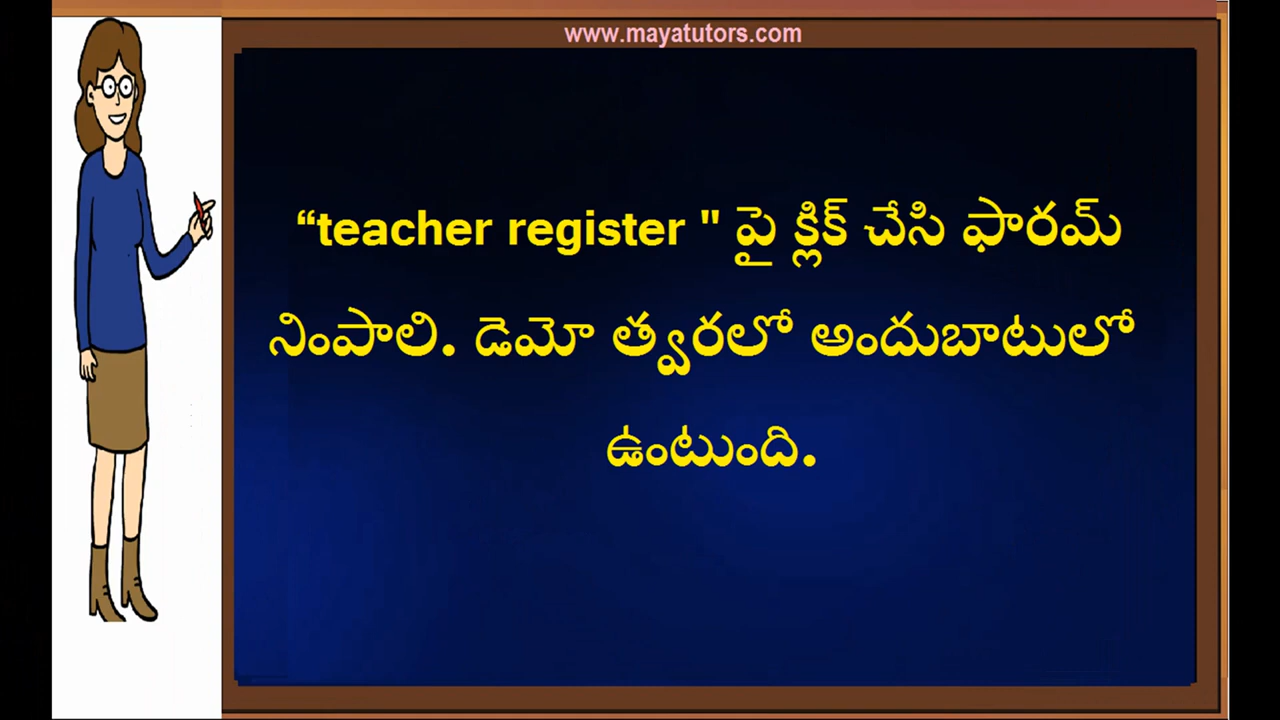 www.mayatutors.com
“teacher register " పై క్లిక్ చేసి ఫారమ్
నింపాలి. డెమో త్వరలో అందుబాటులో
ఉంటుంది.